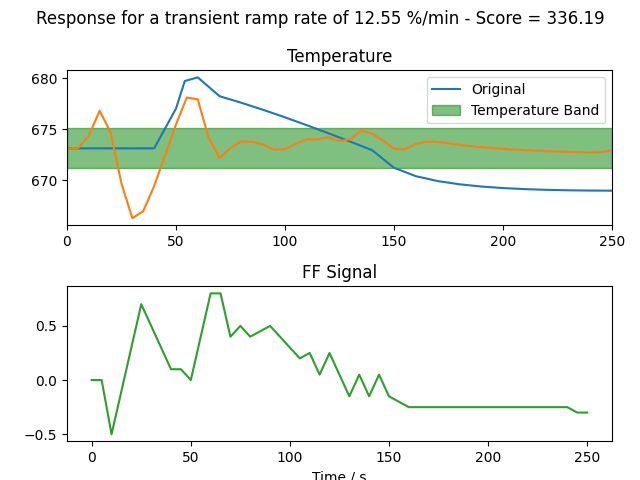 Response for a transient ramp rate of 12.55 %/min - Score = 336.19
Temperature
680
675
670
Original
Temperature Band
0 50 100 150 200 250
FF Signal
0.5
0.0
−0.5
0 50 100 150 200 250
Time / s